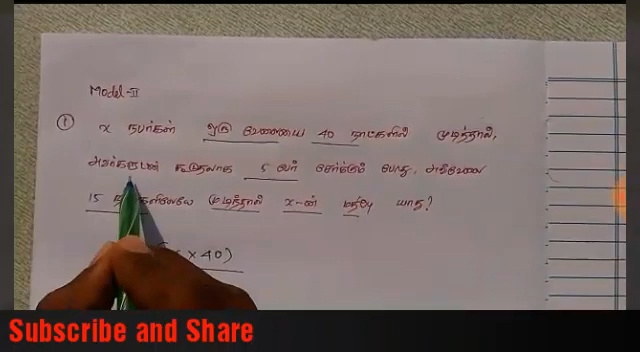 Model-II
① x நபர்கள் ஒரு வேலையை 40 நாட்களில் முடித்தால்,
அவர்களுடன் கூடுதலாக 5 பேர் சேர்க்கும் போது, அவ்வேலை
15 முடித்தால் x-ன் மதிப்பு யாது?
x 40)
Subscribe and Share